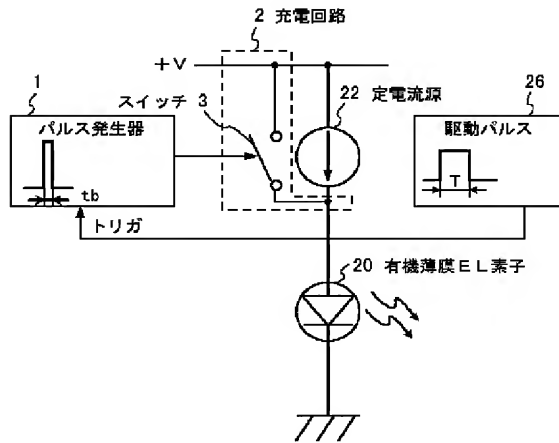 2 充電回路
+V
1
スイッチ 3
22 定電流源
26
パルス発生器
駆動パルス
tb
T
トリガ
20 有機薄膜EL素子